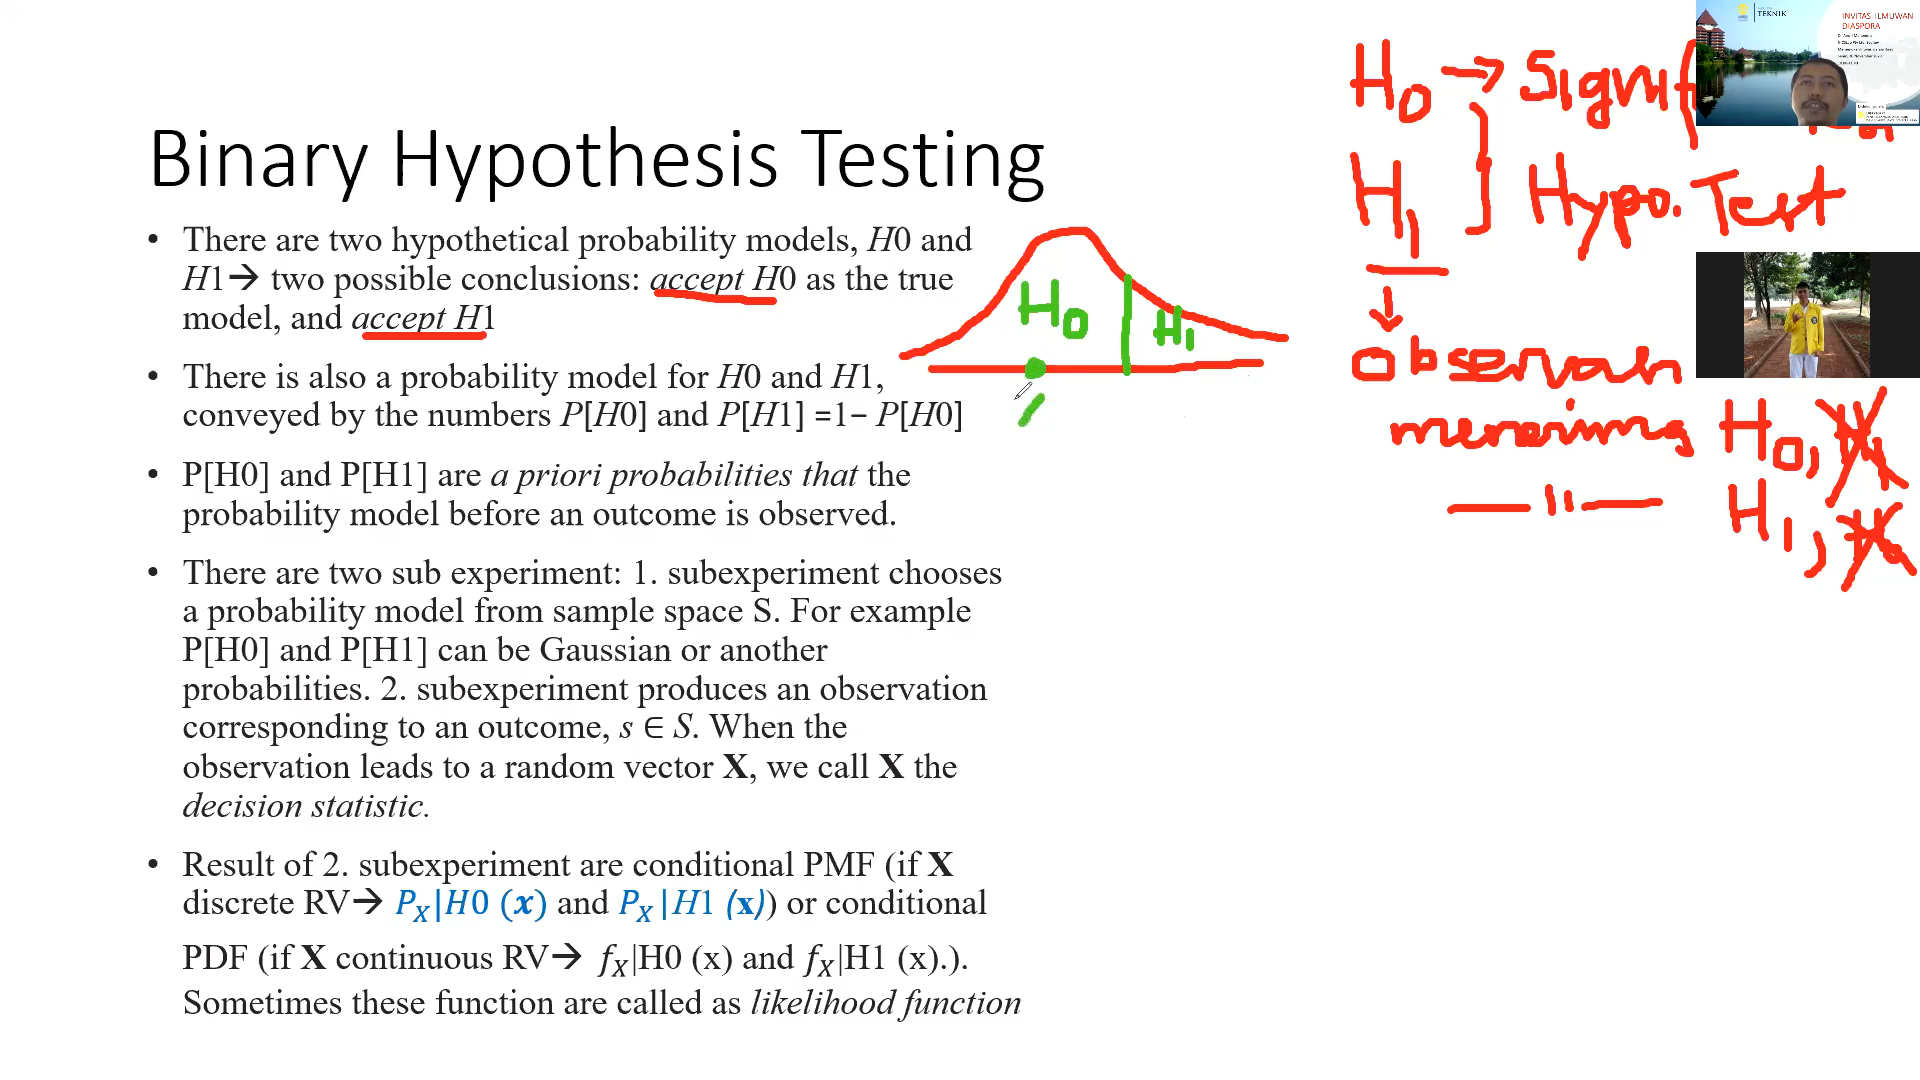 Binary Hypothesis Testing
• There are two hypothetical probability models, H0 and
H1→ two possible conclusions: accept H0 as the true
model, and accept H1
• There is also a probability model for H0 and H1,
conveyed by the numbers P[H0] and P[H1] =1− P[H0]
• P[H0] and P[H1] are a priori probabilities that the
probability model before an outcome is observed.
• There are two sub experiment: 1. subexperiment chooses
a probability model from sample space S. For example
P[H0] and P[H1] can be Gaussian or another
probabilities. 2. subexperiment produces an observation
corresponding to an outcome, s ∈ S. When the
observation leads to a random vector X, we call X the
decision statistic.
• Result of 2. subexperiment are conditional PMF (if X
discrete RV→ P_X|H0 (x) and P_X|H1 (x)) or conditional
PDF (if X continuous RV→ f_X|H0 (x) and f_X|H1 (x).).
Sometimes these function are called as likelihood function
H0
H1
H0 → Signif
H1 Hypo. Test
↓
menerima H0,
— 11 — H1,
TEKNIK
INVITASI ILMUWAN
DIASPORA